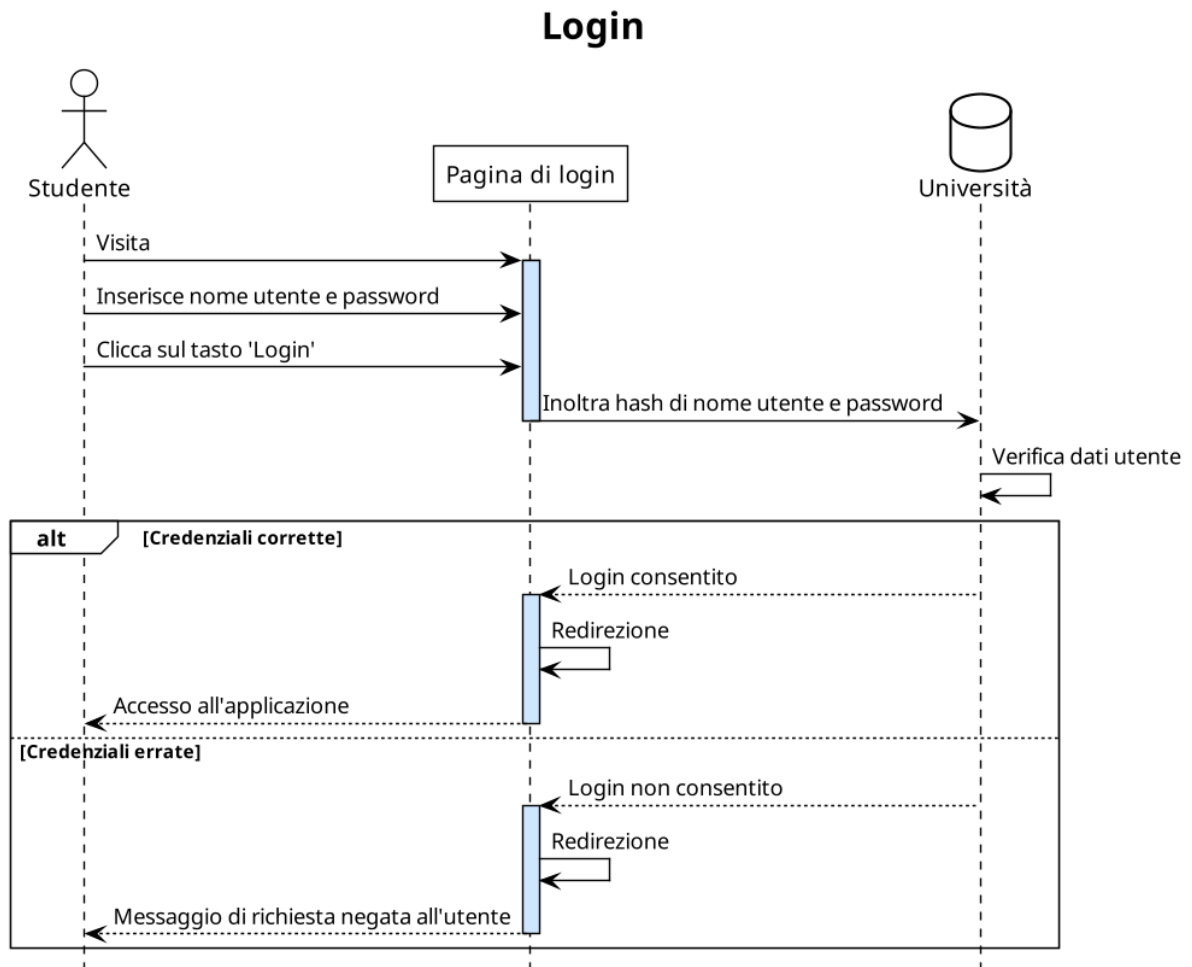 Login
Studente
Pagina di login
Università
Visita
Inserisce nome utente e password
Clicca sul tasto 'Login'
Inoltra hash di nome utente e password
Verifica dati utente
alt [Credenziali corrette]
Login consentito
Redirezione
Accesso all'applicazione
[Credenziali errate]
Login non consentito
Redirezione
Messaggio di richiesta negata all'utente